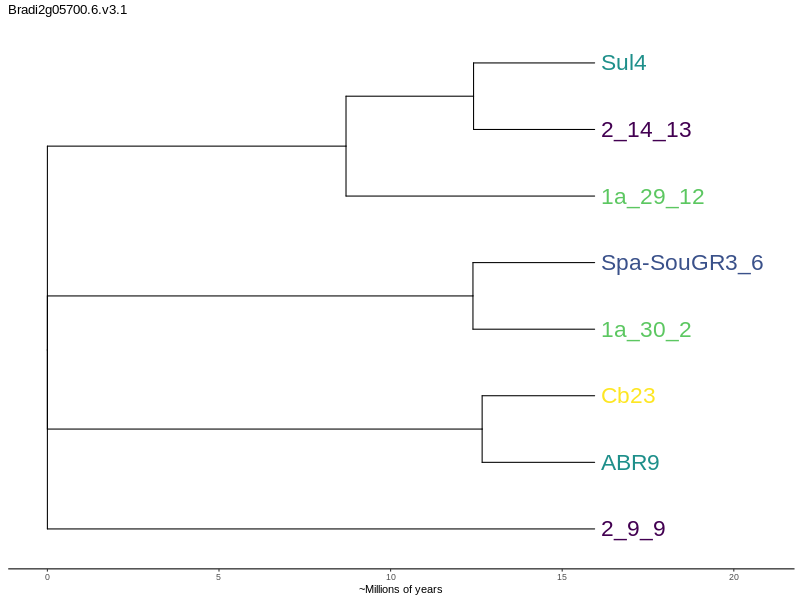 Bradi2g05700.6.v3.1
Sul4
2_14_13
1a_29_12
Spa-SouGR3_6
1a_30_2
Cb23
ABR9
2_9_9
0 5 10 15 20
~Millions of years